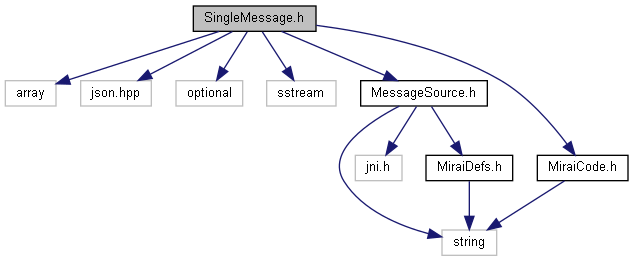 SingleMessage.h
array
json.hpp
optional
sstream
MessageSource.h
jni.h
MiraiDefs.h
MiraiCode.h
string